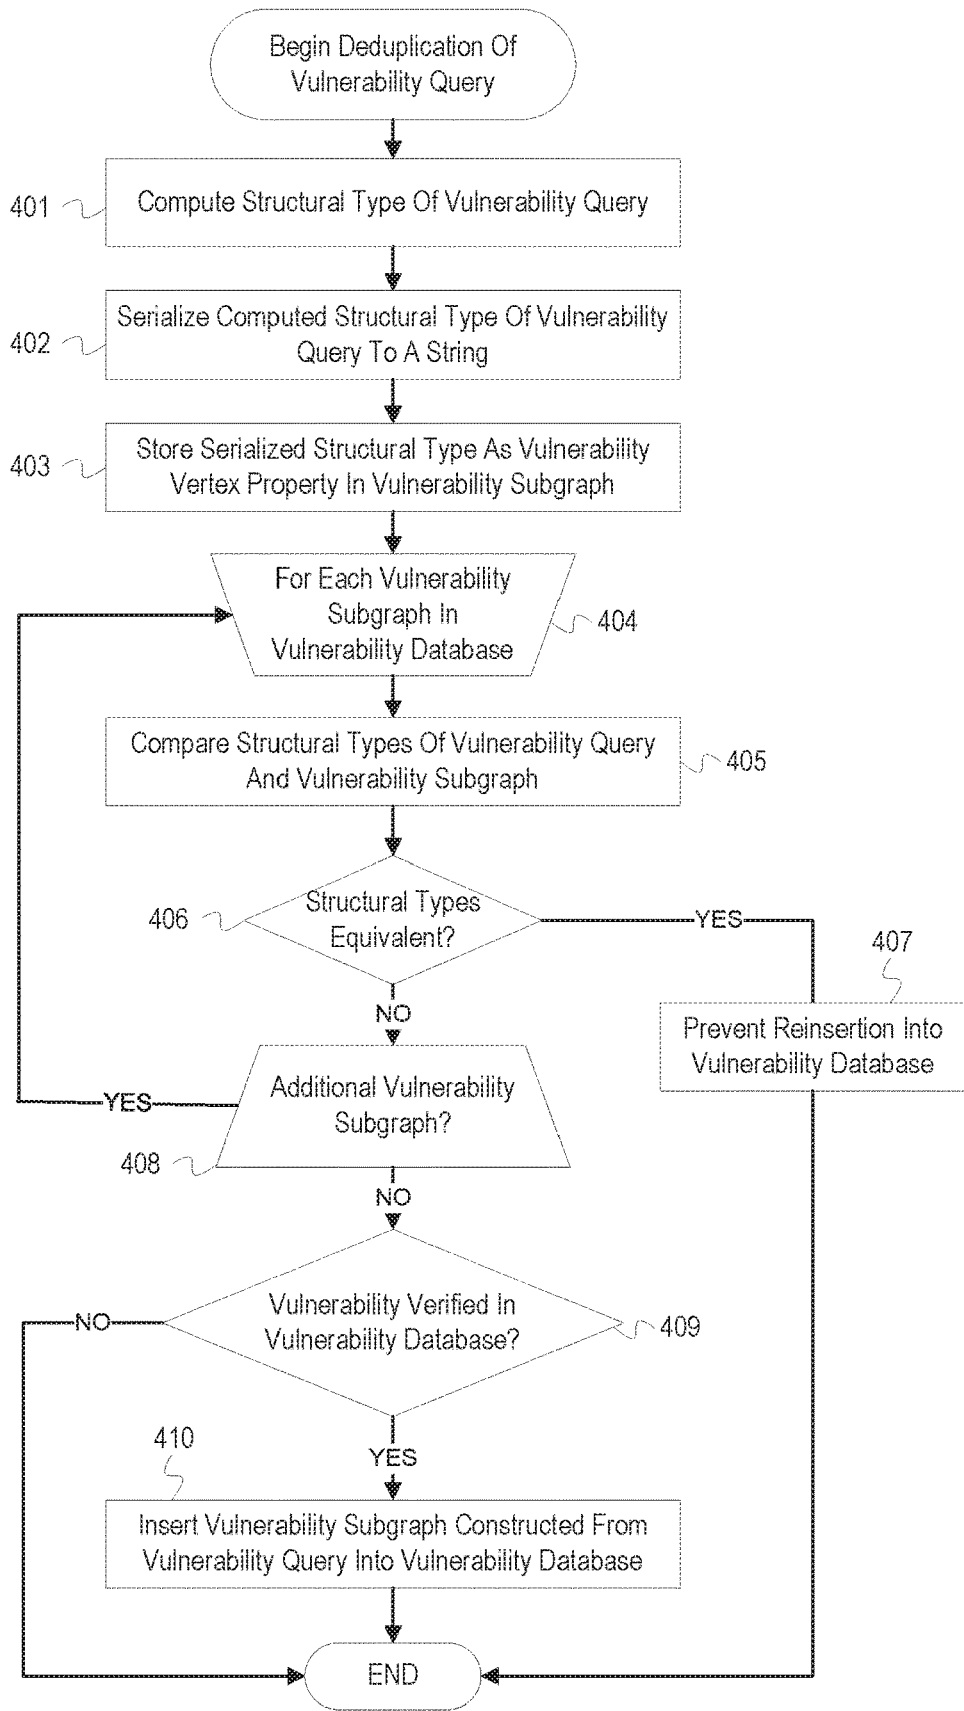 Begin Deduplication Of
Vulnerability Query
401
Compute Structural Type Of Vulnerability Query
402
Serialize Computed Structural Type Of Vulnerability
Query To A String
403
Store Serialized Structural Type As Vulnerability
Vertex Property In Vulnerability Subgraph
For Each Vulnerability
Subgraph In
Vulnerability Database
404
Compare Structural Types Of Vulnerability Query
And Vulnerability Subgraph
405
406
Structural Types
Equivalent?
YES
NO
407
Prevent Reinsertion Into
Vulnerability Database
Additional Vulnerability
Subgraph?
YES
408
NO
Vulnerability Verified In
Vulnerability Database?
NO
409
YES
410
Insert Vulnerability Subgraph Constructed From
Vulnerability Query Into Vulnerability Database
END